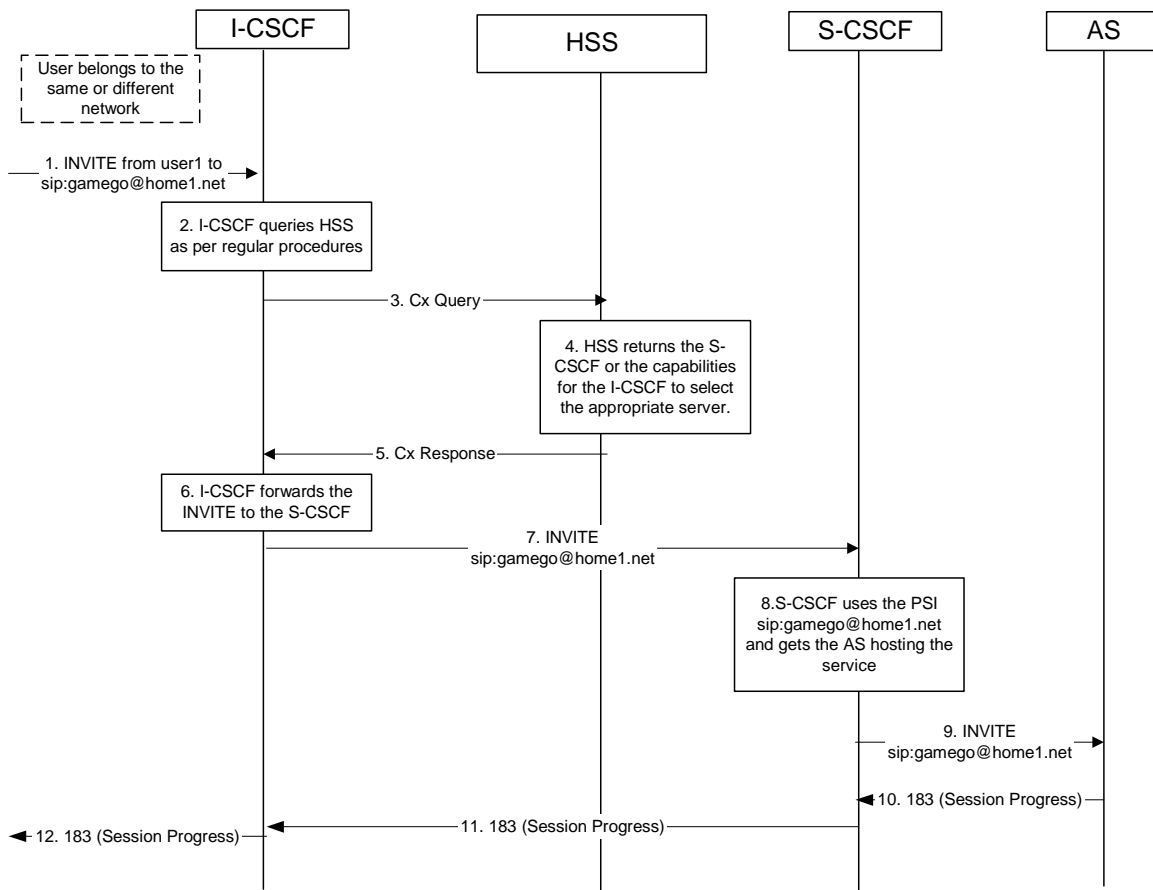 I-CSCF
HSS
S-CSCF
AS
User belongs to the
same or different
network
1. INVITE from user1 to
sip:gamego@home1.net
2. I-CSCF queries HSS
as per regular procedures
3. Cx Query
4. HSS returns the S-
CSCF or the capabilities
for the I-CSCF to select
the appropriate server.
5. Cx Response
6. I-CSCF forwards the
INVITE to the S-CSCF
7. INVITE
sip:gamego@home1.net
8.S-CSCF uses the PSI
sip:gamego@home1.net
and gets the AS hosting the
service
9. INVITE
sip:gamego@home1.net
10. 183 (Session Progress)
11. 183 (Session Progress)
12. 183 (Session Progress)